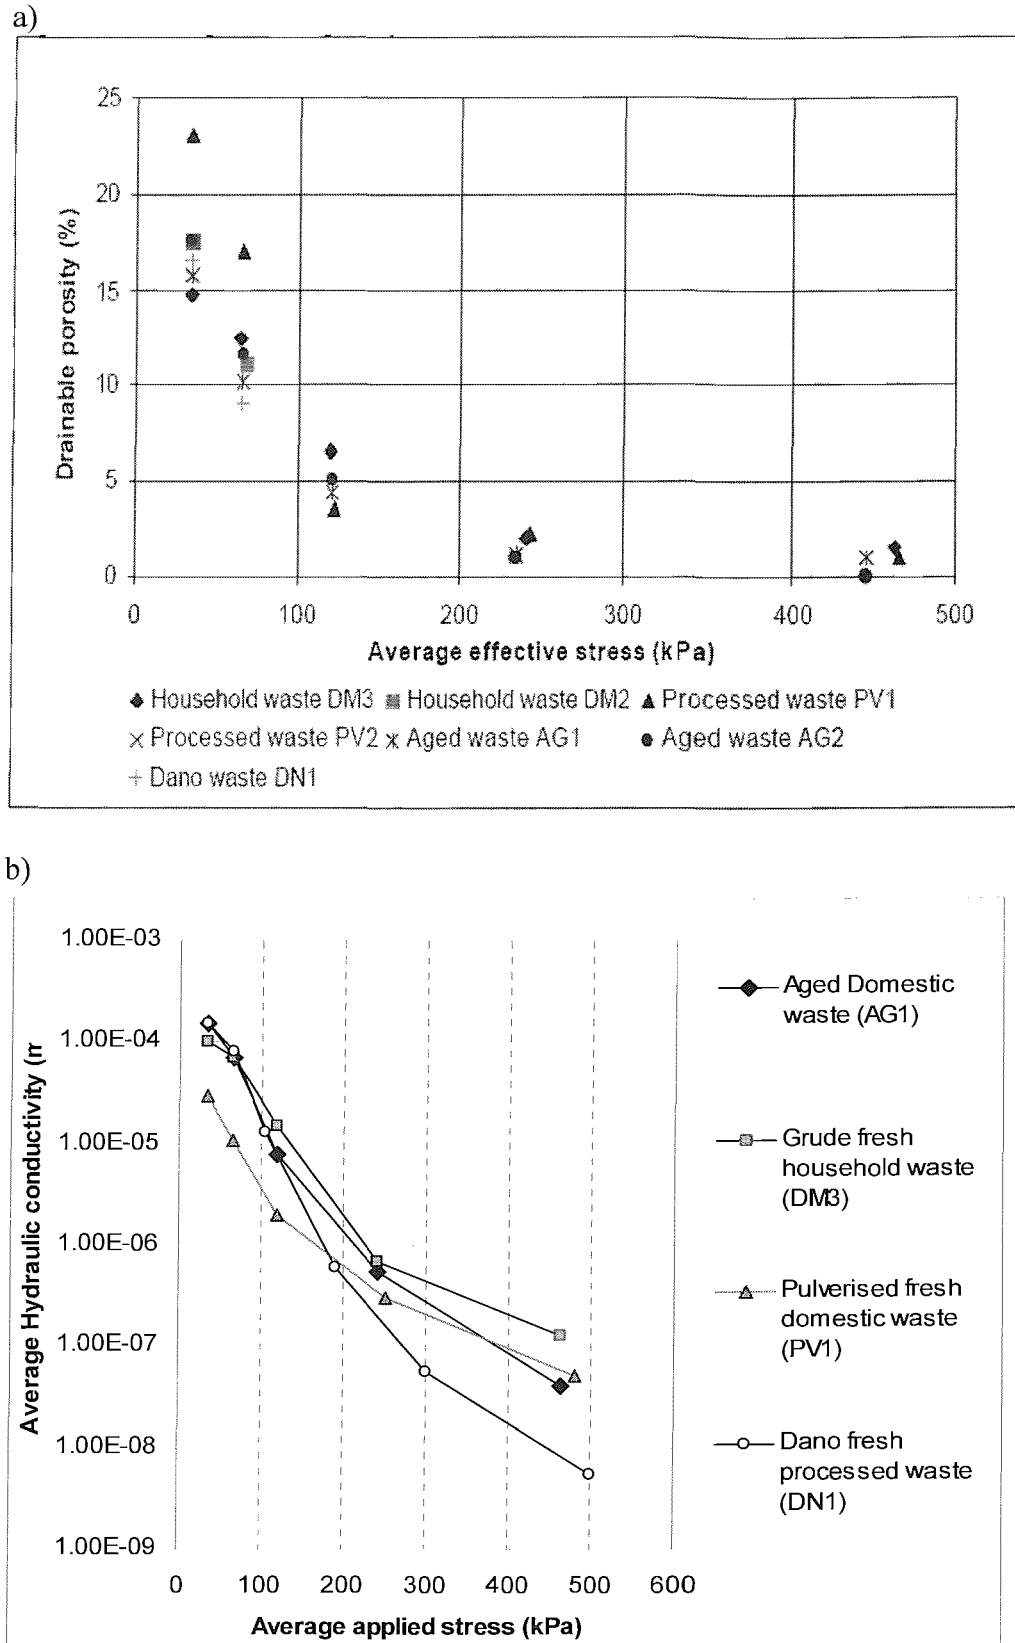 a)
25
20
15
10
5
0
Drainable porosity (%)
0 100 200 300 400 500
Average effective stress (kPa)
Household waste DM3 Household waste DM2 Processed waste PV1
Processed waste PV2 Aged waste AG1 Aged waste AG2
Dano waste DN1
b)
1.00E-03
1.00E-04
1.00E-05
1.00E-06
1.00E-07
1.00E-08
1.00E-09
Average Hydraulic conductivity (
0 100 200 300 400 500 600
Average applied stress (kPa)
Aged Domestic
waste (AG1)
Grude fresh
household waste
(DM3)
Pulverised fresh
domestic waste
(PV1)
Dano fresh
processed waste
(DN1)